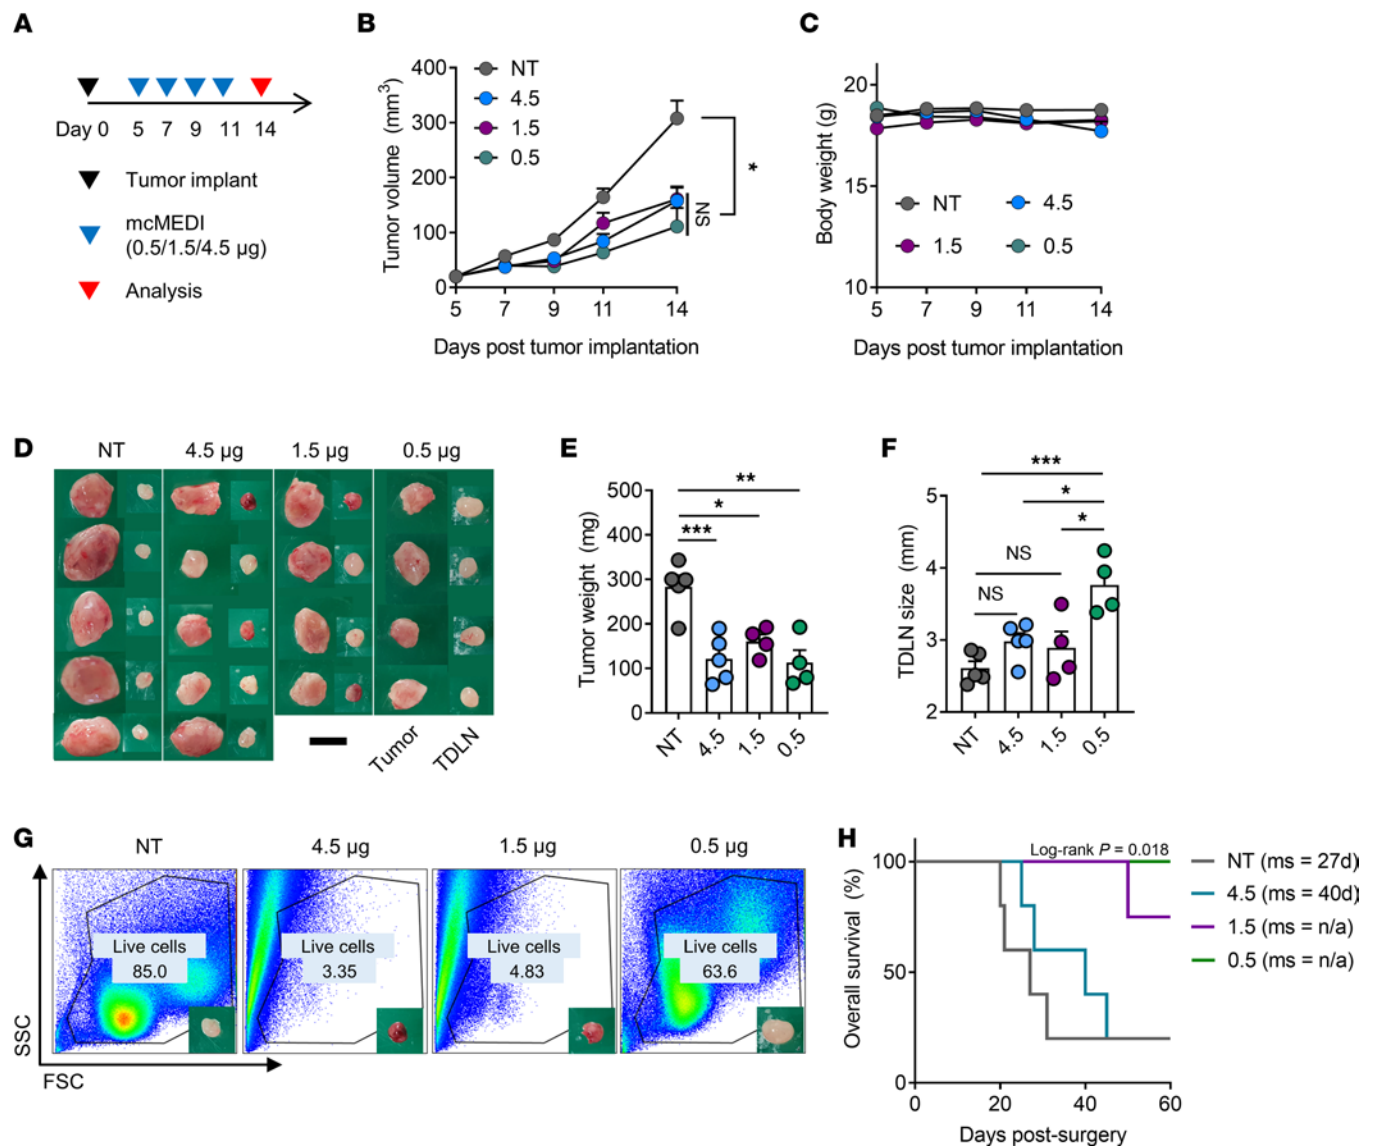 A
Day 0 5 7 9 11 14
Tumor implant
mcMEDI
(0.5/1.5/4.5 µg)
Analysis
B
Tumor volume (mm³)
400
300
200
100
0
5 7 9 11 14
Days post tumor implantation
NT
4.5
1.5
0.5
*
NS
C
Body weight (g)
20
15
10
5 7 9 11 14
Days post tumor implantation
NT 4.5
1.5 0.5
D
NT 4.5 µg 1.5 µg 0.5 µg
Tumor TDLN
E
Tumor weight (mg)
500
400
300
200
100
0
**
*
***
NT 4.5 1.5 0.5
F
TDLN size (mm)
5
4
3
2
***
*
*
NS
NS
NT 4.5 1.5 0.5
G
NT 4.5 µg 1.5 µg 0.5 µg
Live cells Live cells Live cells Live cells
85.0 3.35 4.83 63.6
SSC
FSC
H
Log-rank P = 0.018
Overall survival (%)
100
50
0
0 20 40 60
Days post-surgery
NT (ms = 27d)
4.5 (ms = 40d)
1.5 (ms = n/a)
0.5 (ms = n/a)